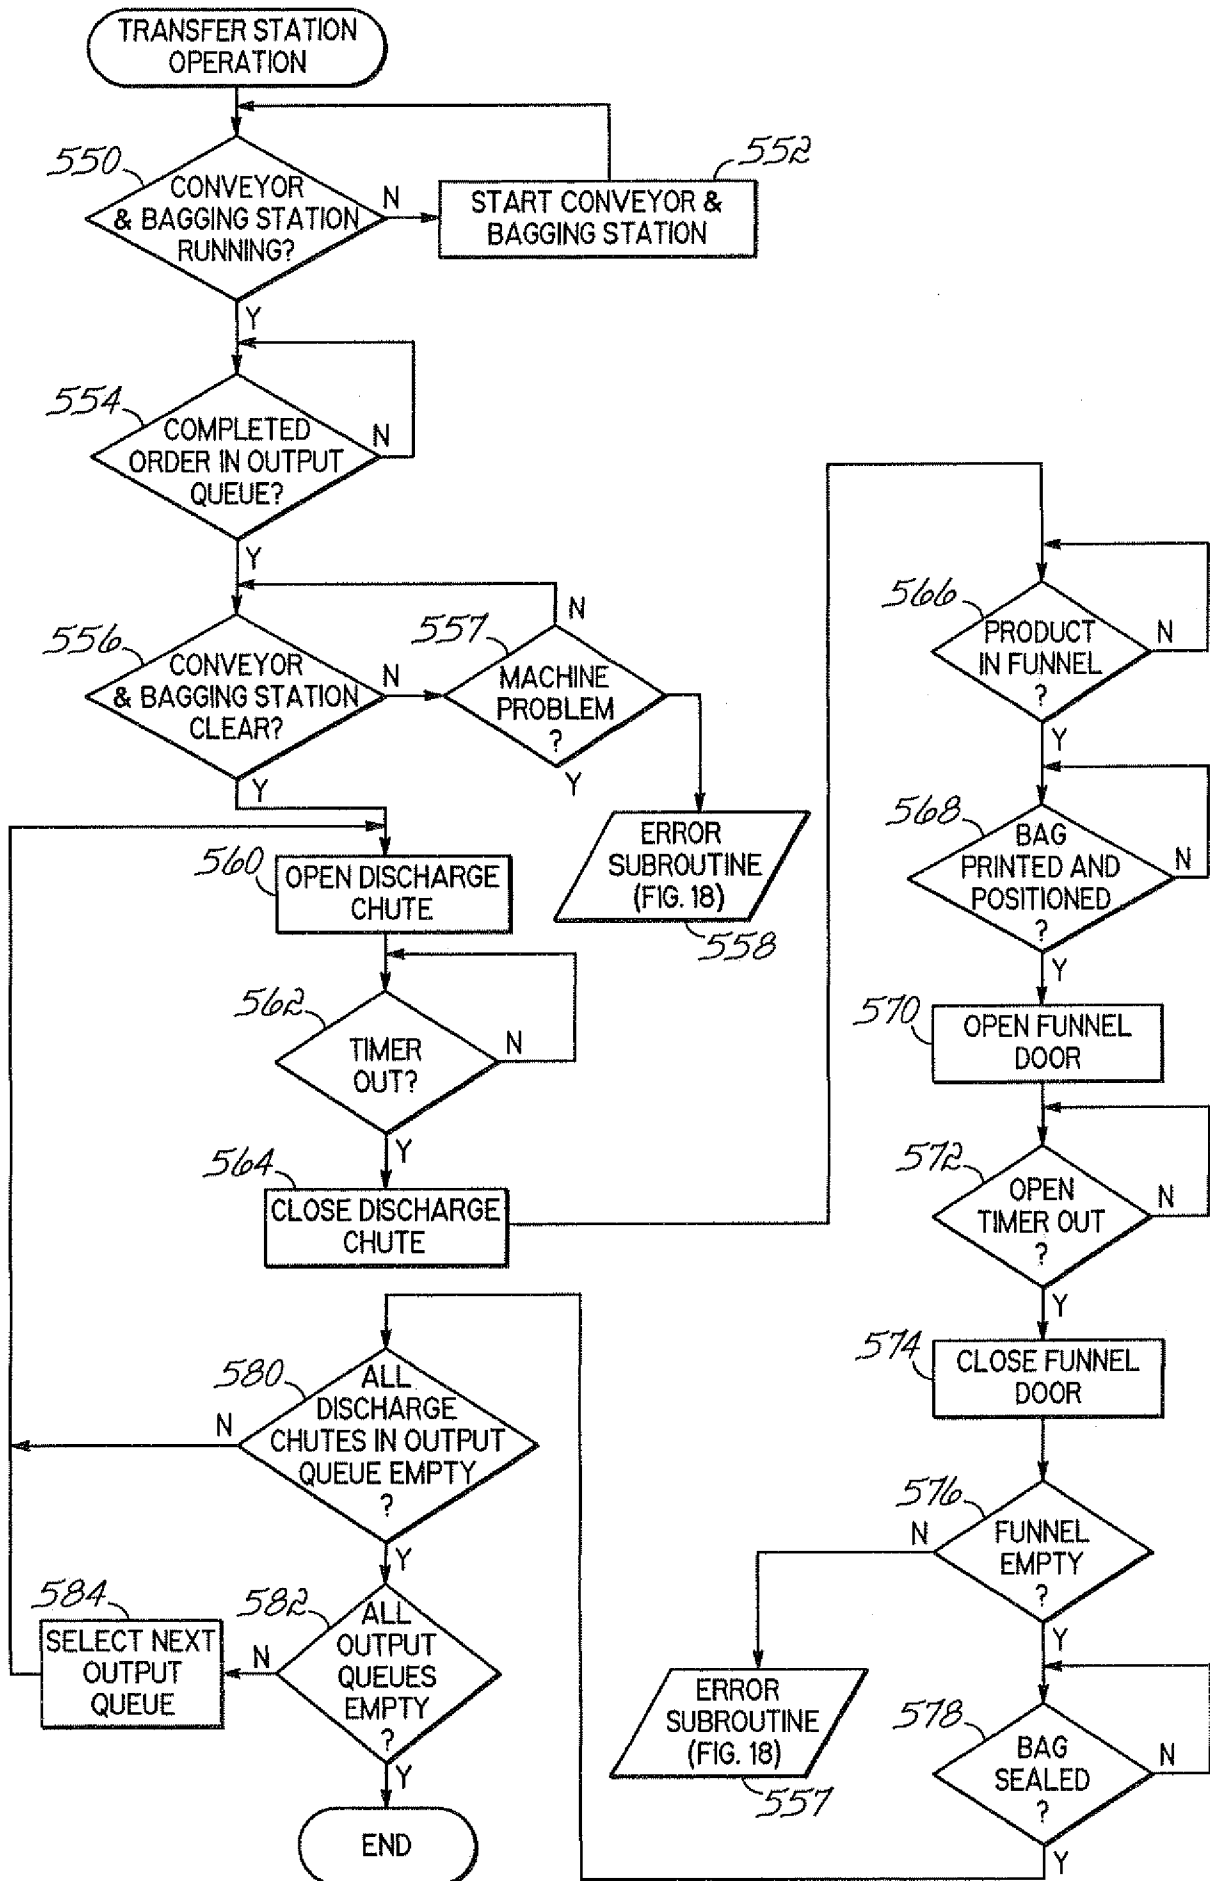 TRANSFER STATION
OPERATION
550
CONVEYOR
& BAGGING STATION
RUNNING?
N
Y
552
START CONVEYOR &
BAGGING STATION
554
COMPLETED
ORDER IN OUTPUT
QUEUE?
N
Y
556
CONVEYOR
& BAGGING STATION
CLEAR?
N
Y
557
MACHINE
PROBLEM
?
N
Y
ERROR
SUBROUTINE
(FIG. 18)
558
560
OPEN DISCHARGE
CHUTE
562
TIMER
OUT?
N
Y
564
CLOSE DISCHARGE
CHUTE
566
PRODUCT
IN FUNNEL
?
N
Y
568
BAG
PRINTED AND
POSITIONED
?
N
Y
570
OPEN FUNNEL
DOOR
572
OPEN
TIMER OUT
?
N
Y
574
CLOSE FUNNEL
DOOR
576
FUNNEL
EMPTY
?
N
Y
ERROR
SUBROUTINE
(FIG. 18)
557
578
BAG
SEALED
?
N
Y
580
ALL
DISCHARGE
CHUTES IN OUTPUT
QUEUE EMPTY
?
N
Y
582
ALL
OUTPUT
QUEUES
EMPTY
?
N
Y
584
SELECT NEXT
OUTPUT
QUEUE
END